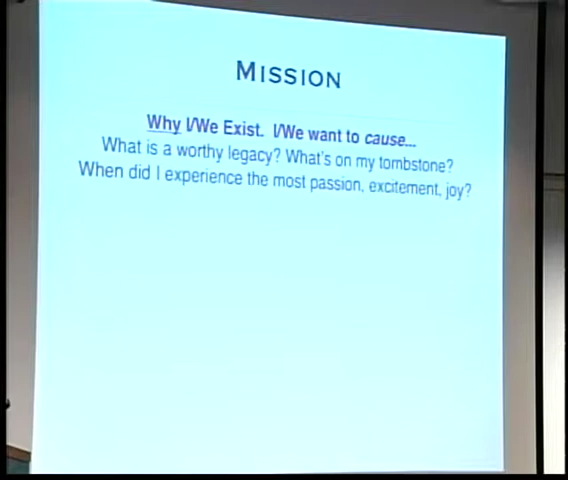 MISSION
Why I/We Exist. I/We want to cause...
What is a worthy legacy? What's on my tombstone?
When did I experience the most passion, excitement, joy?